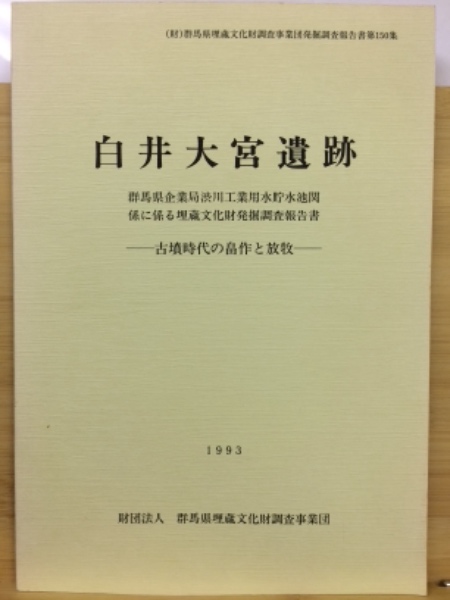 (財)群馬県埋蔵文化財調査事業団発掘調査報告書第150集
白井大宮遺跡
群馬県企業局渋川工業用水貯水池関
係に係る埋蔵文化財発掘調査報告書
──古墳時代の畠作と放牧──
1993
財団法人 群馬県埋蔵文化財調査事業団